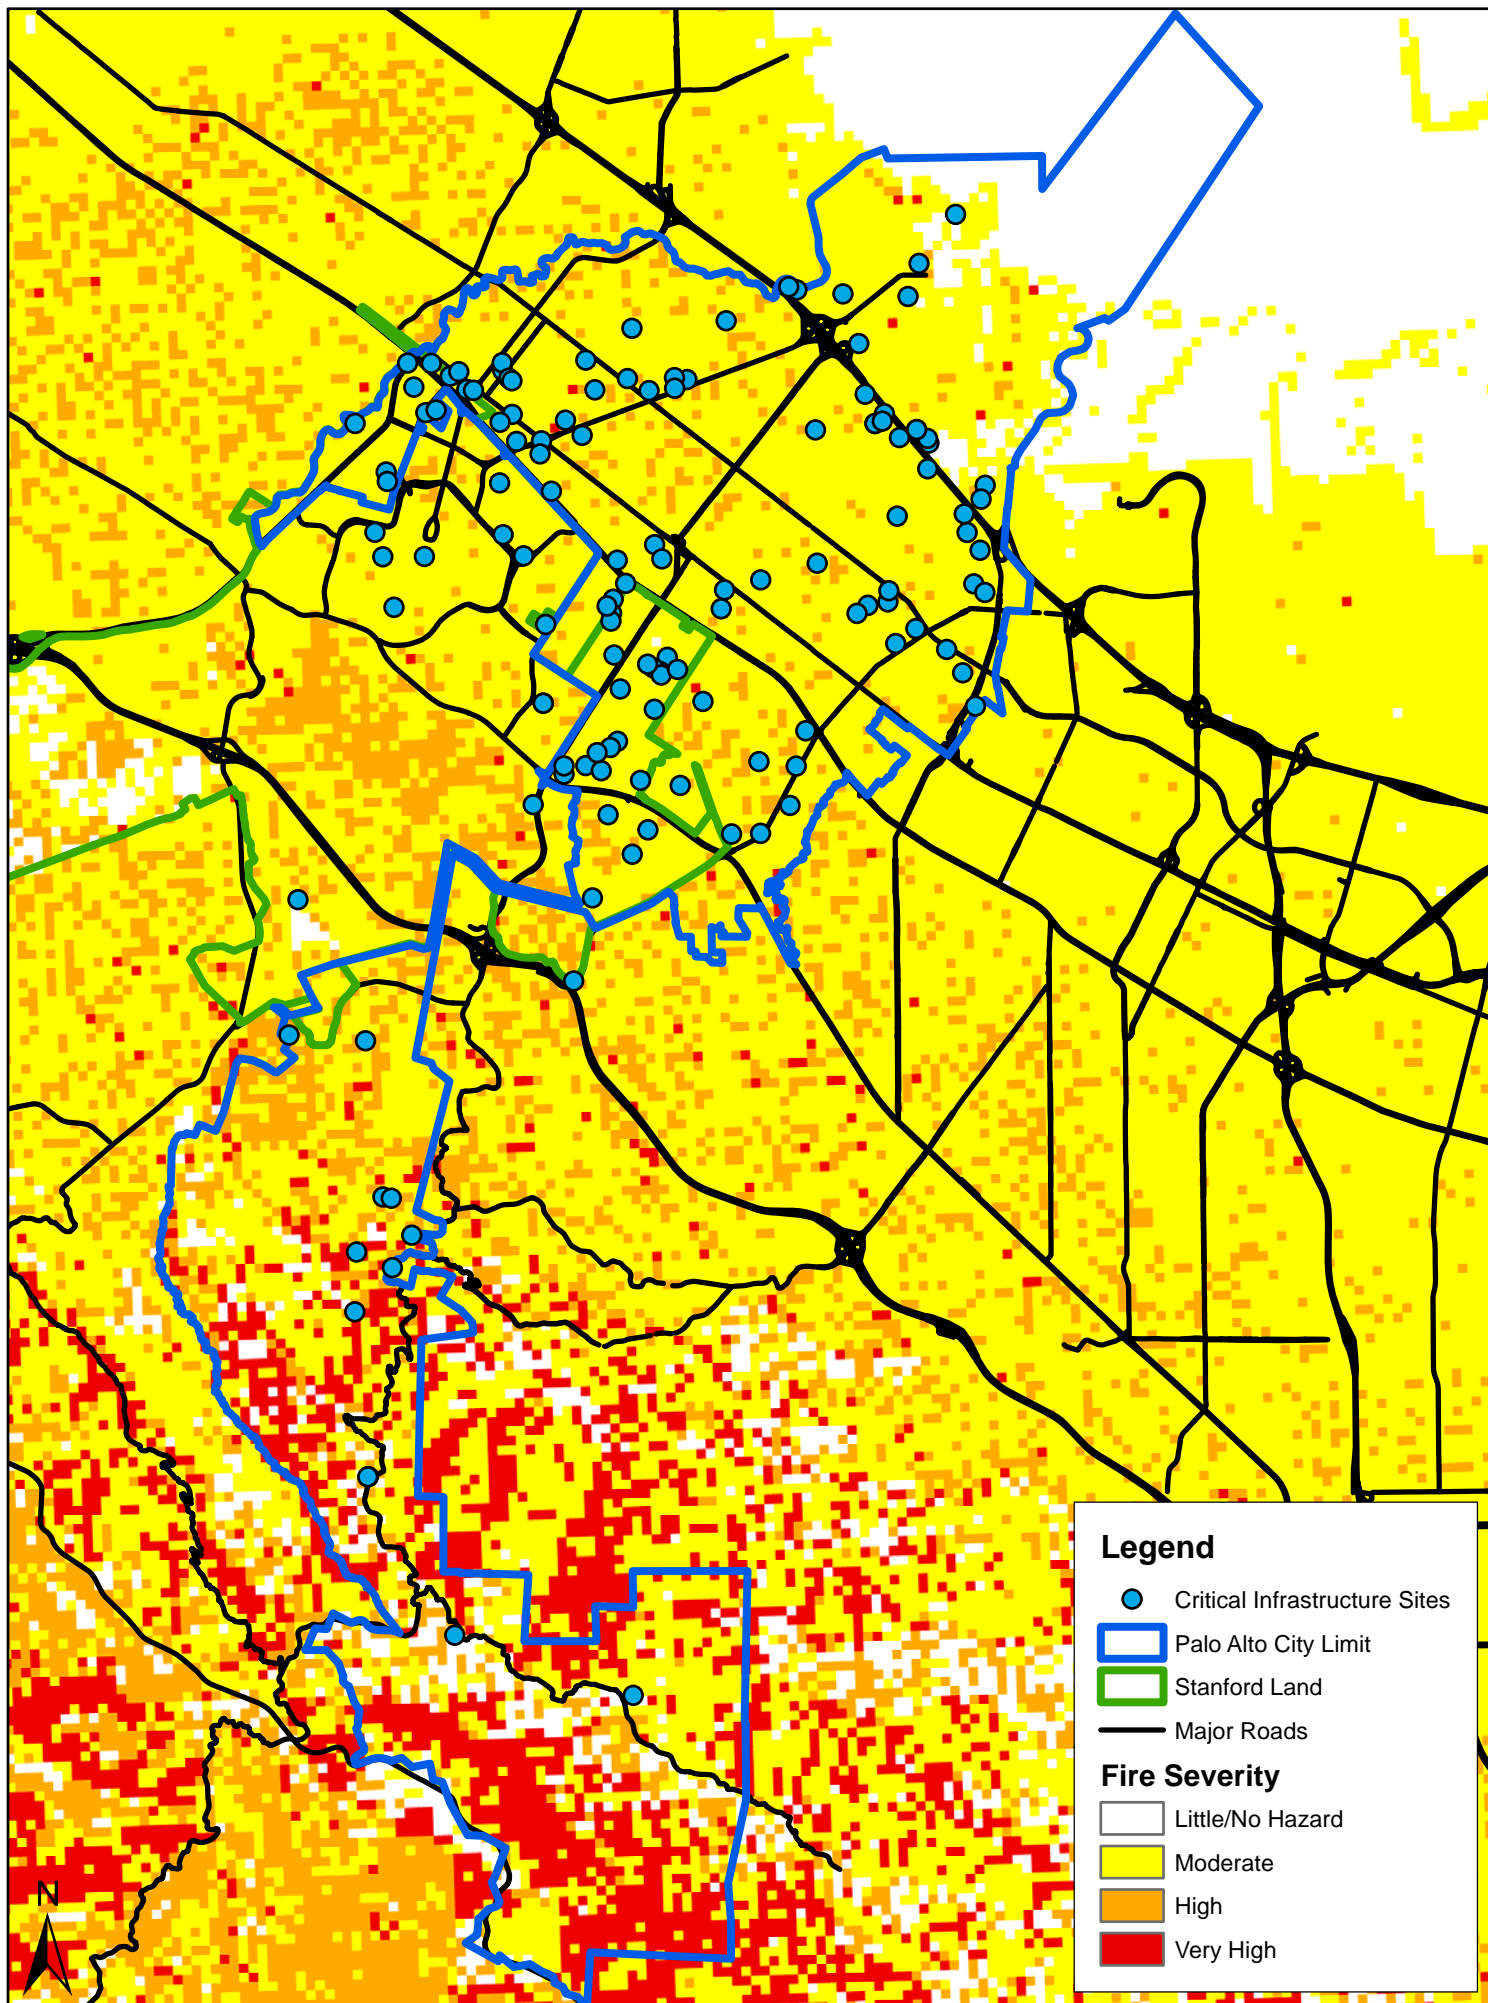 Legend
Critical Infrastructure Sites
Palo Alto City Limit
Stanford Land
Major Roads
Fire Severity
Little/No Hazard
Moderate
High
Very High
N